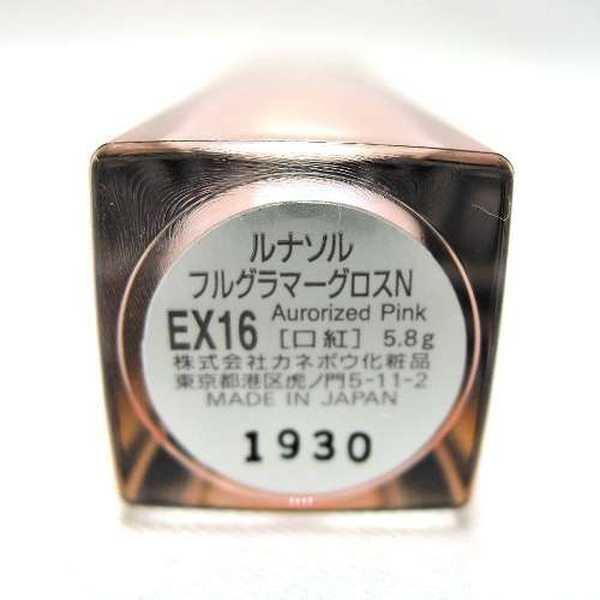 ルナソル
フルグラマーグロスN
EX16 Aurorized Pink
[口紅] 5.8g
株式会社カネボウ化粧品
東京都港区虎ノ門5-11-2
MADE IN JAPAN
1930